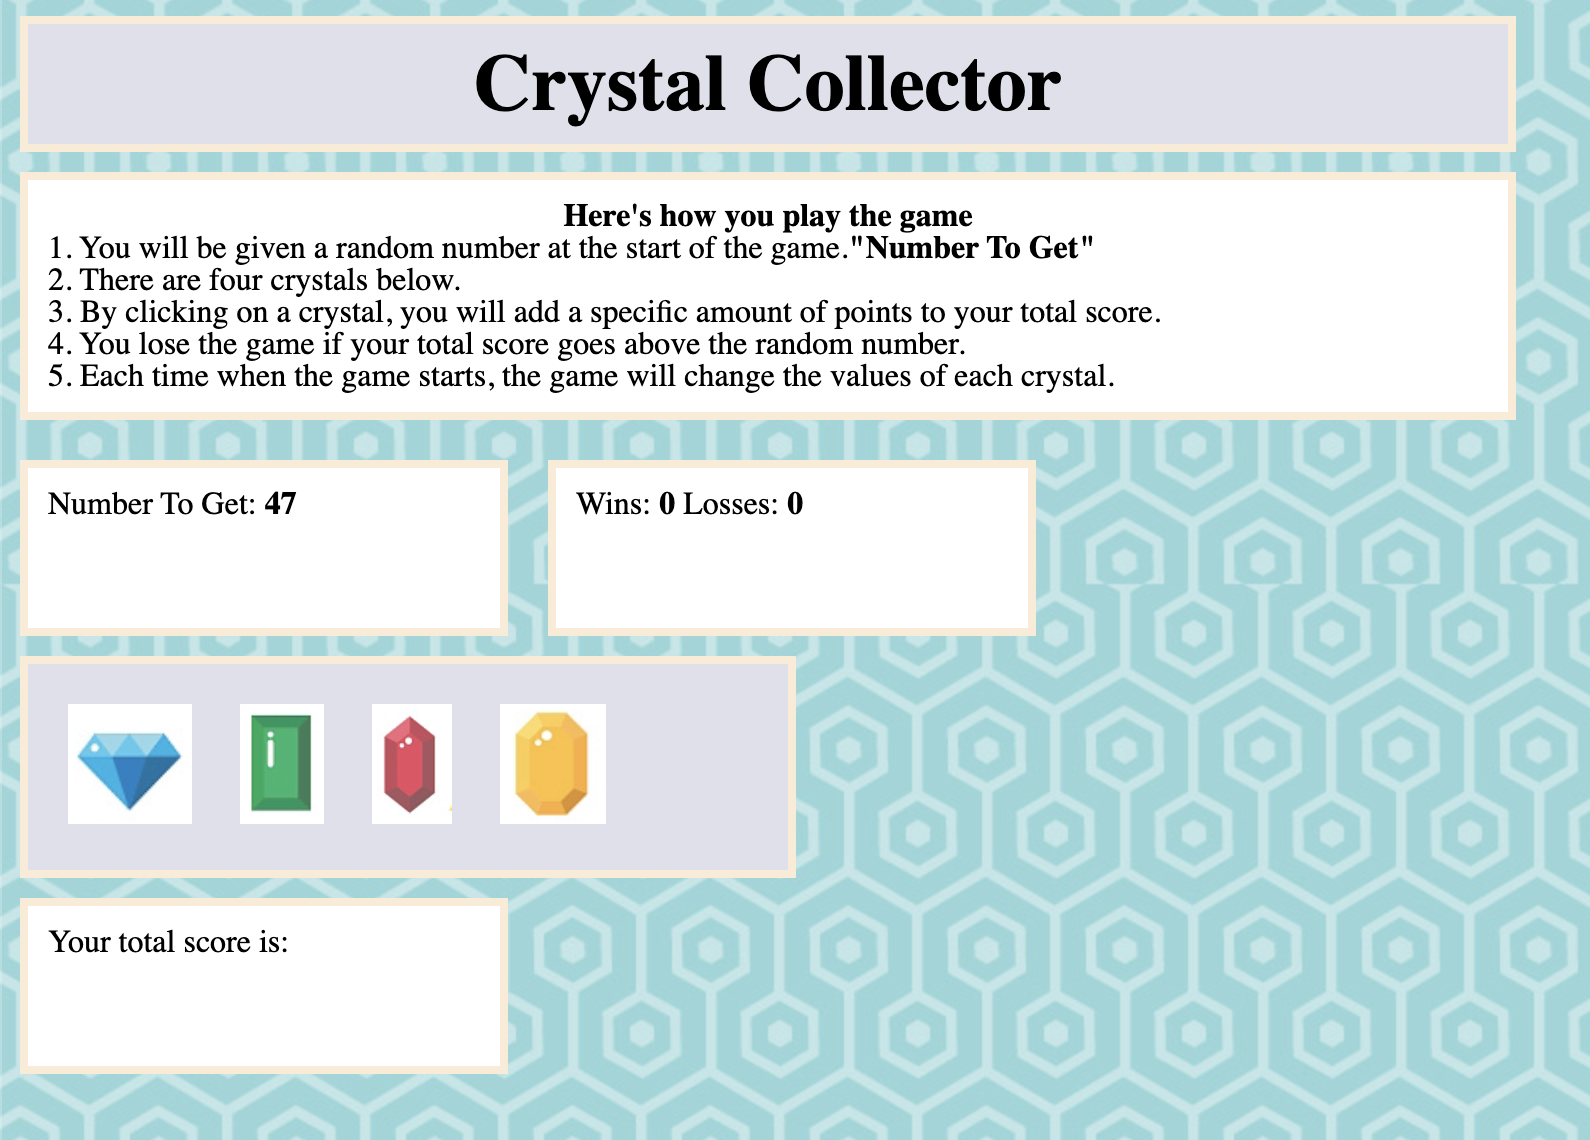 Crystal Collector
Here's how you play the game
1. You will be given a random number at the start of the game."Number To Get"
2. There are four crystals below.
3. By clicking on a crystal, you will add a specific amount of points to your total score.
4. You lose the game if your total score goes above the random number.
5. Each time when the game starts, the game will change the values of each crystal.
Number To Get: 47
Wins: 0 Losses: 0
Your total score is: